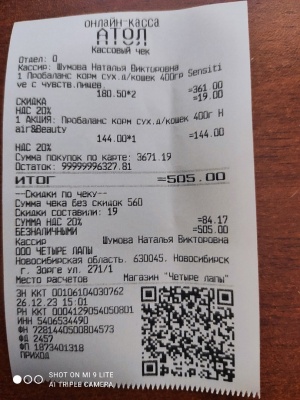 ОНЛАЙН-КАССА
АТОЛ
Кассовый чек
Отдел: 0
Кассир: Шумова Наталья Викторовна
1 Пробаланс корм сух.д/кошек 400гр Sensiti
ve с чувств.пищев.
180.50*2 =361.00
СКИДКА =19.00
НДС 20%
1 АКЦИЯ: Пробаланс корм сух.д/кошек 400г H
air&Beauty
144.00*1 =144.00
НДС 20%
Сумма покупок по карте: 3671.19
Остаток: 99999996327.81
ИТОГ =505.00
--Скидки по чеку--
Сумма чека без скидок 560
Скидки составили: 19
СУММА НДС 20% =84.17
БЕЗНАЛИЧНЫМИ =505.00
Кассир Шумова Наталья Викторовна
ООО ЧЕТЫРЕ ЛАПЫ
Новосибирская область, 630045, Новосибирск
г, Зорге ул, 271/1
Место расчетов Магазин "Четыре лапы"
ЗН ККТ 00106104030762
26.12.23 15:01
РН ККТ 0004129054050801
ИНН 5406534490
ФН 7281440500804573
ФД 2457
ФП 1873401318
ПРИХОД
SHOT ON MI 9 LITE
AI TRIPLE CAMERA